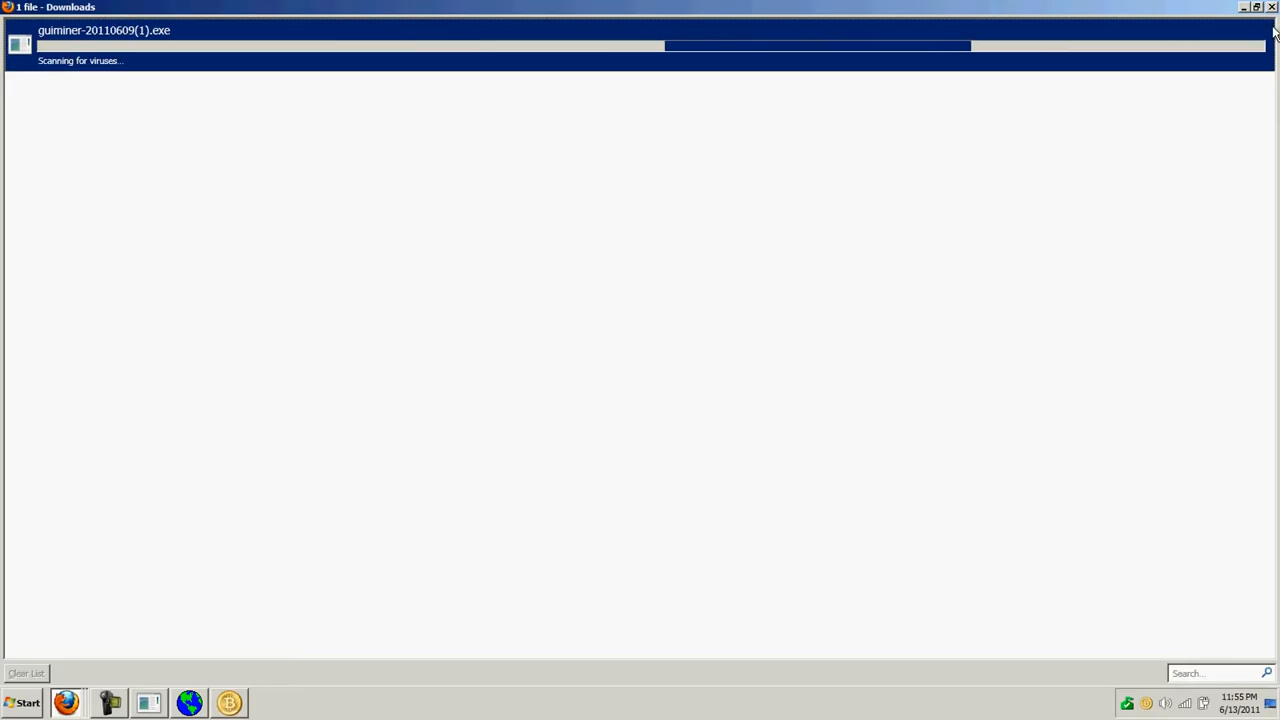 1 file - Downloads
guiminer-20110609(1).exe
Scanning for viruses...
Clear List
Search...
Start
11:55 PM
6/13/2011